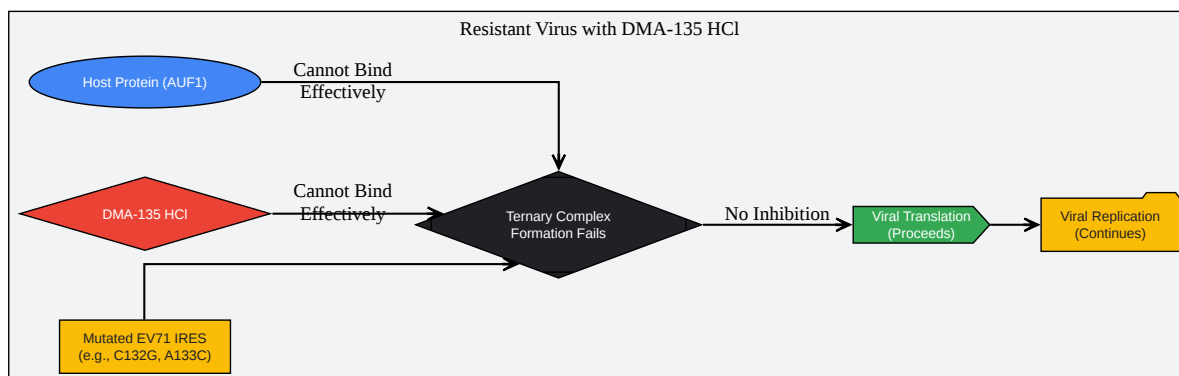 Resistant Virus with DMA-135 HCl
Host Protein (AUF1)
Cannot Bind
Effectively
DMA-135 HCl
Cannot Bind
Effectively
Ternary Complex
Formation Fails
No Inhibition
Viral Translation
(Proceeds)
Viral Replication
(Continues)
Mutated EV71 IRES
(e.g., C132G, A133C)